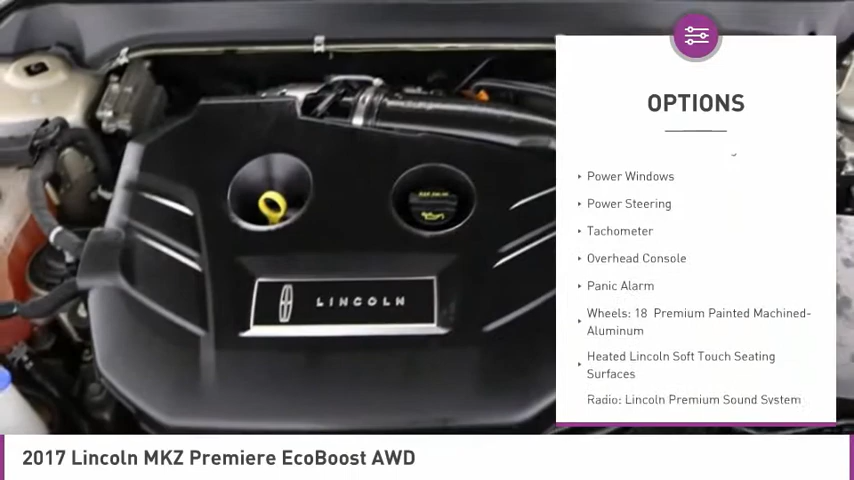 OPTIONS
Power Windows
Power Steering
Tachometer
Overhead Console
Panic Alarm
Wheels: 18 Premium Painted Machined-
Aluminum
Heated Lincoln Soft Touch Seating
Surfaces
Radio: Lincoln Premium Sound System
LINCOLN
2017 Lincoln MKZ Premiere EcoBoost AWD